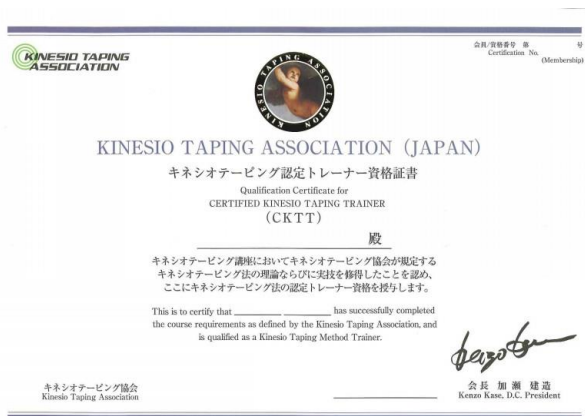 KINESIO TAPING
ASSOCIATION
会員/資格番号 第 号
Certification No.
(Membership)
KINESIO TAPING ASSOCIATION
KINESIO TAPING ASSOCIATION (JAPAN)
キネシオテーピング認定トレーナー資格証書
Qualification Certificate for
CERTIFIED KINESIO TAPING TRAINER
(CKTT)
殿
キネシオテーピング講座においてキネシオテーピング協会が規定する
キネシオテーピング法の理論ならびに実技を修得したことを認め、
ここにキネシオテーピング法の認定トレーナー資格を授与します。
This is to certify that ____________ ________ has successfully completed
the course requirements as defined by the Kinesio Taping Association, and
is qualified as a Kinesio Taping Method Trainer.
キネシオテーピング協会
Kinesio Taping Association
会長 加瀬 建造
Kenzo Kase, D.C. President